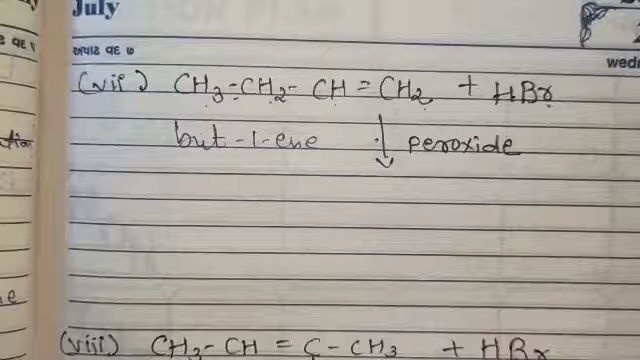 July
અષાઢ વદ ૭
wedn
(vii) CH3-CH2-CH=CH2 + HBr
but-1-ene ↓ peroxide
(viii) CH3-CH = C-CH3 + HBr